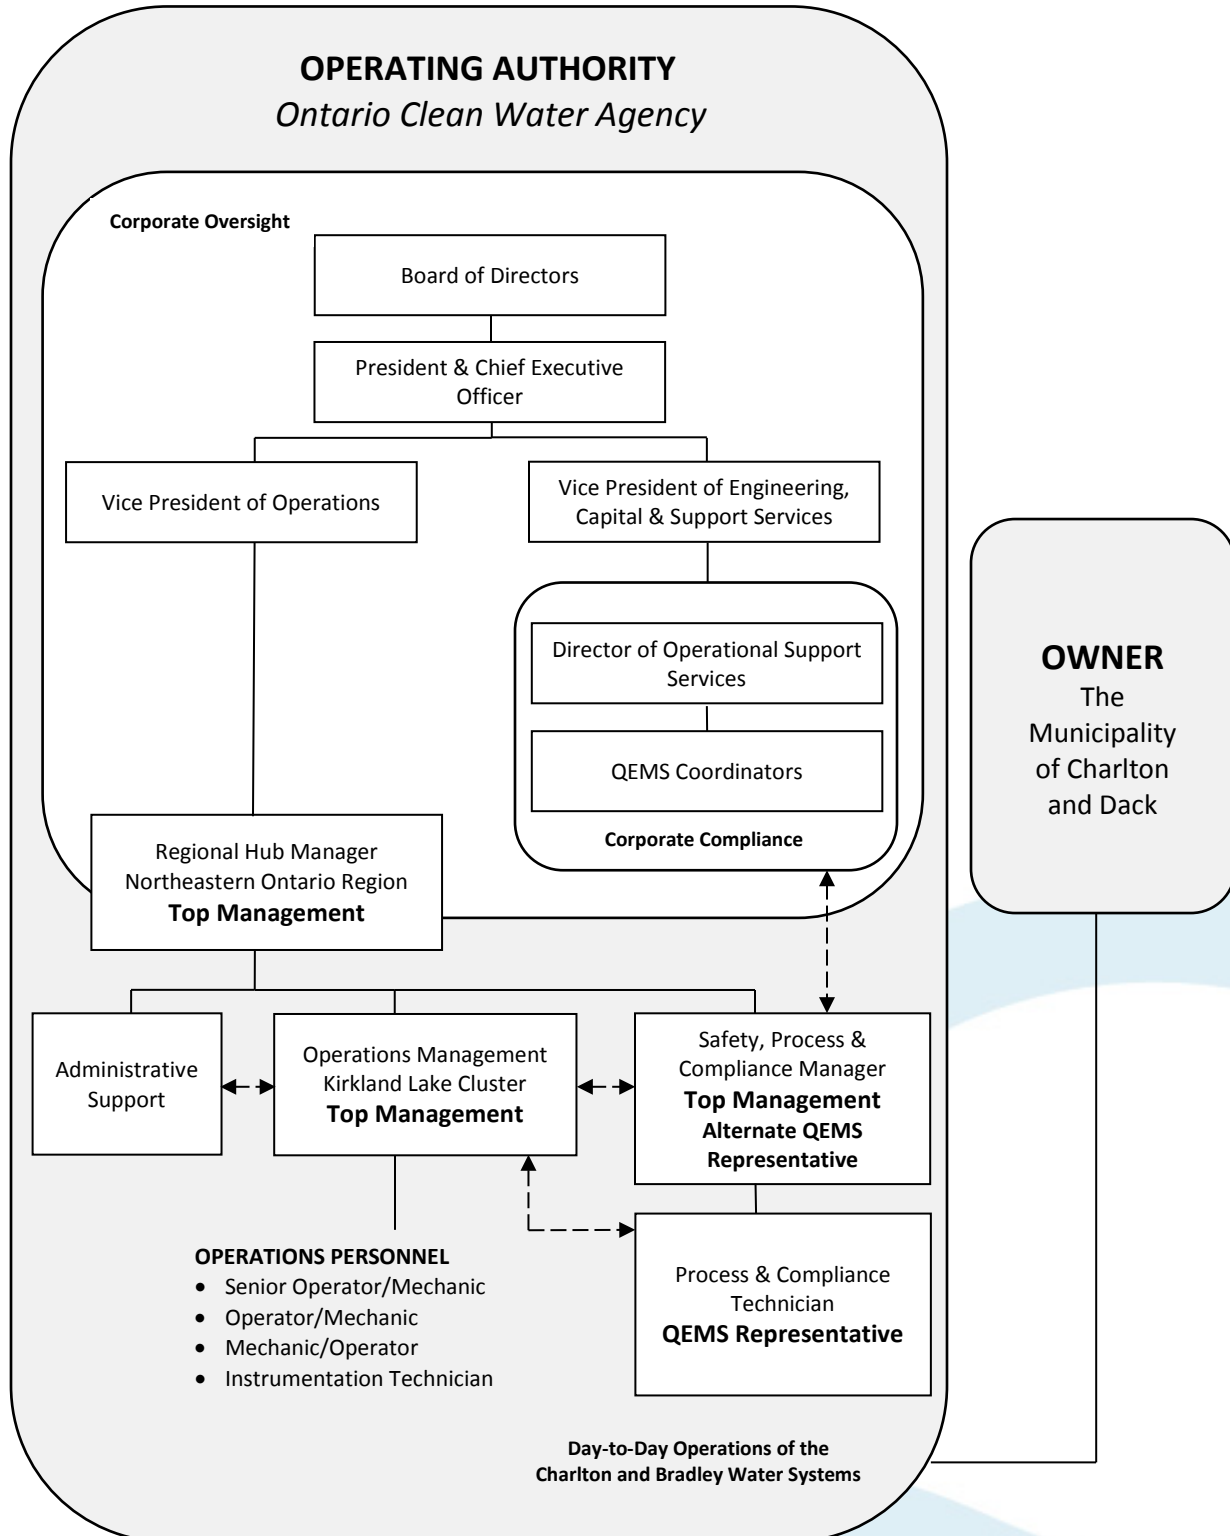 OPERATING AUTHORITY
Ontario Clean Water Agency
Corporate Oversight
Board of Directors
President & Chief Executive
Officer
Vice President of Operations
Vice President of Engineering,
Capital & Support Services
Director of Operational Support
Services
QEMS Coordinators
Corporate Compliance
OWNER
The
Municipality
of Charlton
and Dack
Regional Hub Manager
Northeastern Ontario Region
Top Management
Administrative
Support
Operations Management
Kirkland Lake Cluster
Top Management
Safety, Process &
Compliance Manager
Top Management
Alternate QEMS
Representative
OPERATIONS PERSONNEL
• Senior Operator/Mechanic
• Operator/Mechanic
• Mechanic/Operator
• Instrumentation Technician
Process & Compliance
Technician
QEMS Representative
Day-to-Day Operations of the
Charlton and Bradley Water Systems